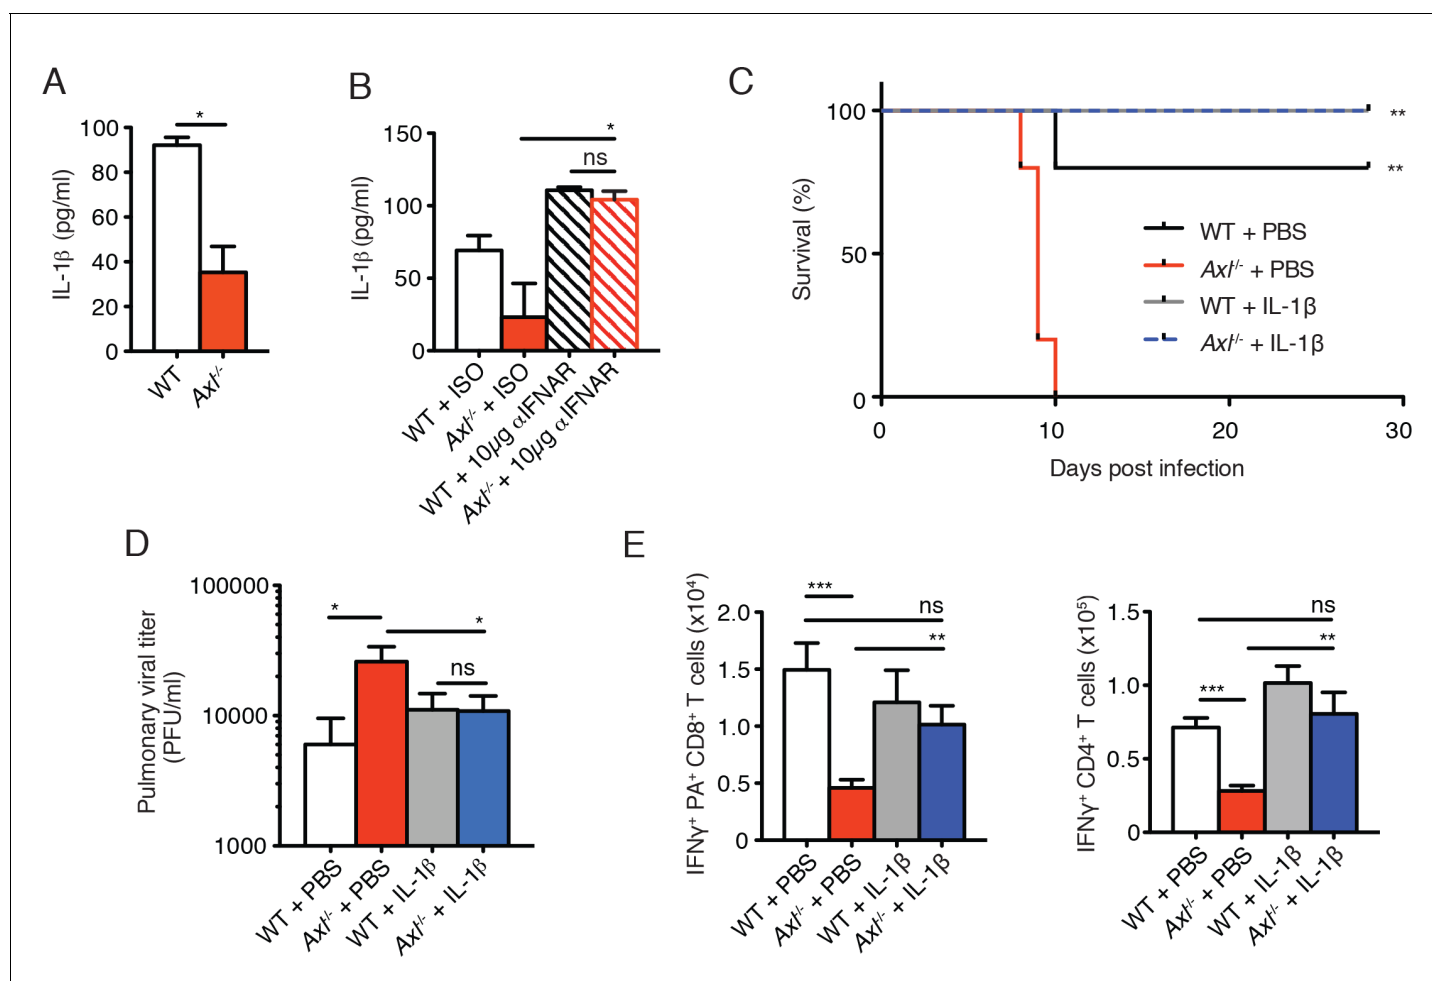 A
IL-1β (pg/ml)
100
80
60
40
20
0
*
WT
Axl-/-
B
IL-1β (pg/ml)
150
100
50
0
*
ns
WT + ISO
Axl-/- + ISO
WT + 10µg αIFNAR
Axl-/- + 10µg αIFNAR
C
Survival (%)
100
50
0
**
**
WT + PBS
Axl-/- + PBS
WT + IL-1β
Axl-/- + IL-1β
0
10
20
30
Days post infection
D
Pulmonary viral titer
(PFU/ml)
100000
10000
1000
*
*
ns
WT + PBS
Axl-/- + PBS
WT + IL-1β
Axl-/- + IL-1β
E
IFNγ+ PA+ CD8+ T cells (x10⁴)
2.0
1.5
1.0
0.5
0
***
ns
**
WT + PBS
Axl-/- + PBS
WT + IL-1β
Axl-/- + IL-1β
IFNγ+ CD4+ T cells (x10⁵)
1.5
1.0
0.5
0
ns
**
***
WT + PBS
Axl-/- + PBS
WT + IL-1β
Axl-/- + IL-1β